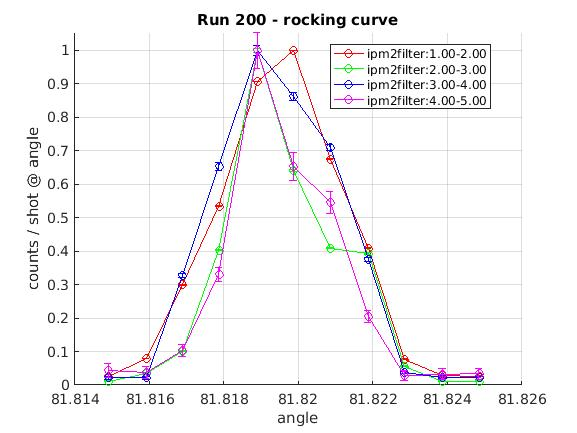 Run 200 - rocking curve
1
0.9
0.8
0.7
0.6
0.5
0.4
0.3
0.2
0.1
0
counts / shot @ angle
ipm2filter:1.00-2.00
ipm2filter:2.00-3.00
ipm2filter:3.00-4.00
ipm2filter:4.00-5.00
81.814 81.816 81.818 81.82 81.822 81.824 81.826
angle